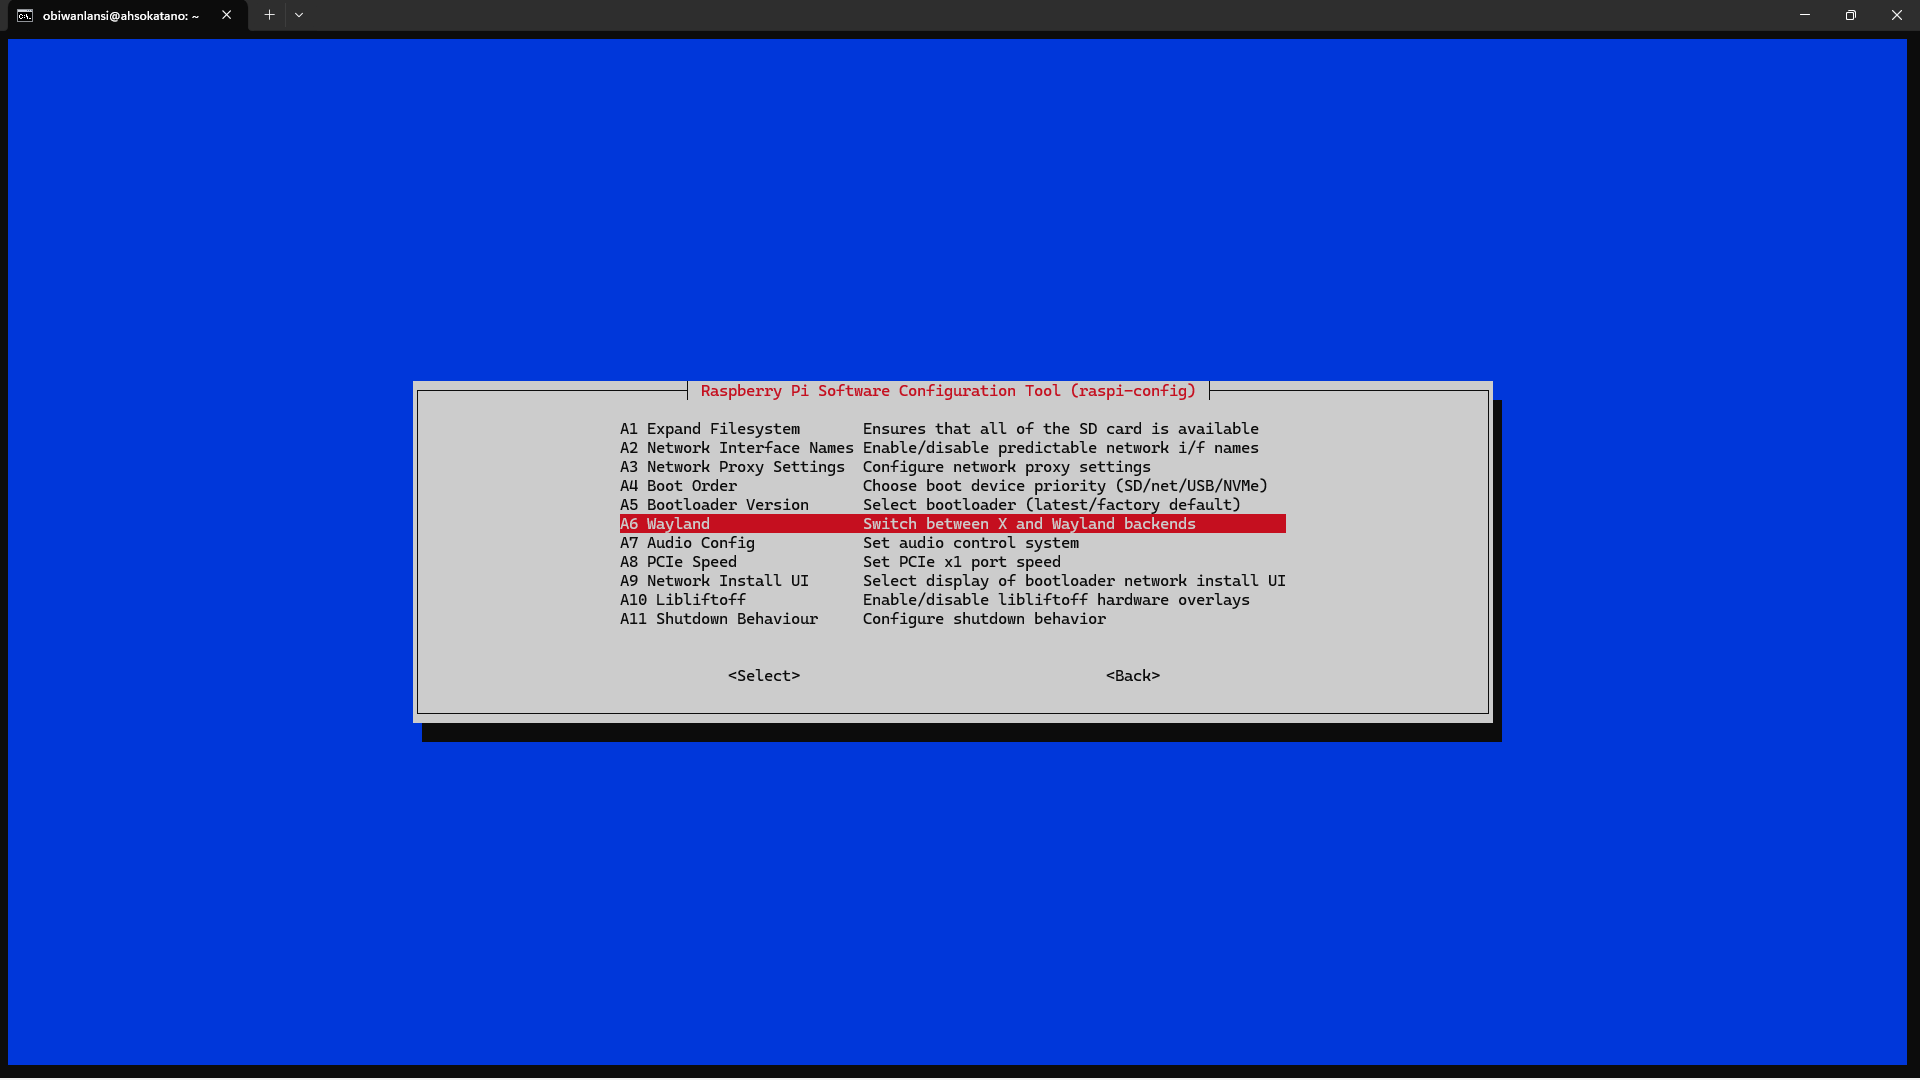 obiwanlansi@ahsokatano: ~
Raspberry Pi Software Configuration Tool (raspi-config)
A1 Expand Filesystem Ensures that all of the SD card is available
A2 Network Interface Names Enable/disable predictable network i/f names
A3 Network Proxy Settings Configure network proxy settings
A4 Boot Order Choose boot device priority (SD/net/USB/NVMe)
A5 Bootloader Version Select bootloader (latest/factory default)
A6 Wayland Switch between X and Wayland backends
A7 Audio Config Set audio control system
A8 PCIe Speed Set PCIe x1 port speed
A9 Network Install UI Select display of bootloader network install UI
A10 Libliftoff Enable/disable libliftoff hardware overlays
A11 Shutdown Behaviour Configure shutdown behavior
<Select> <Back>